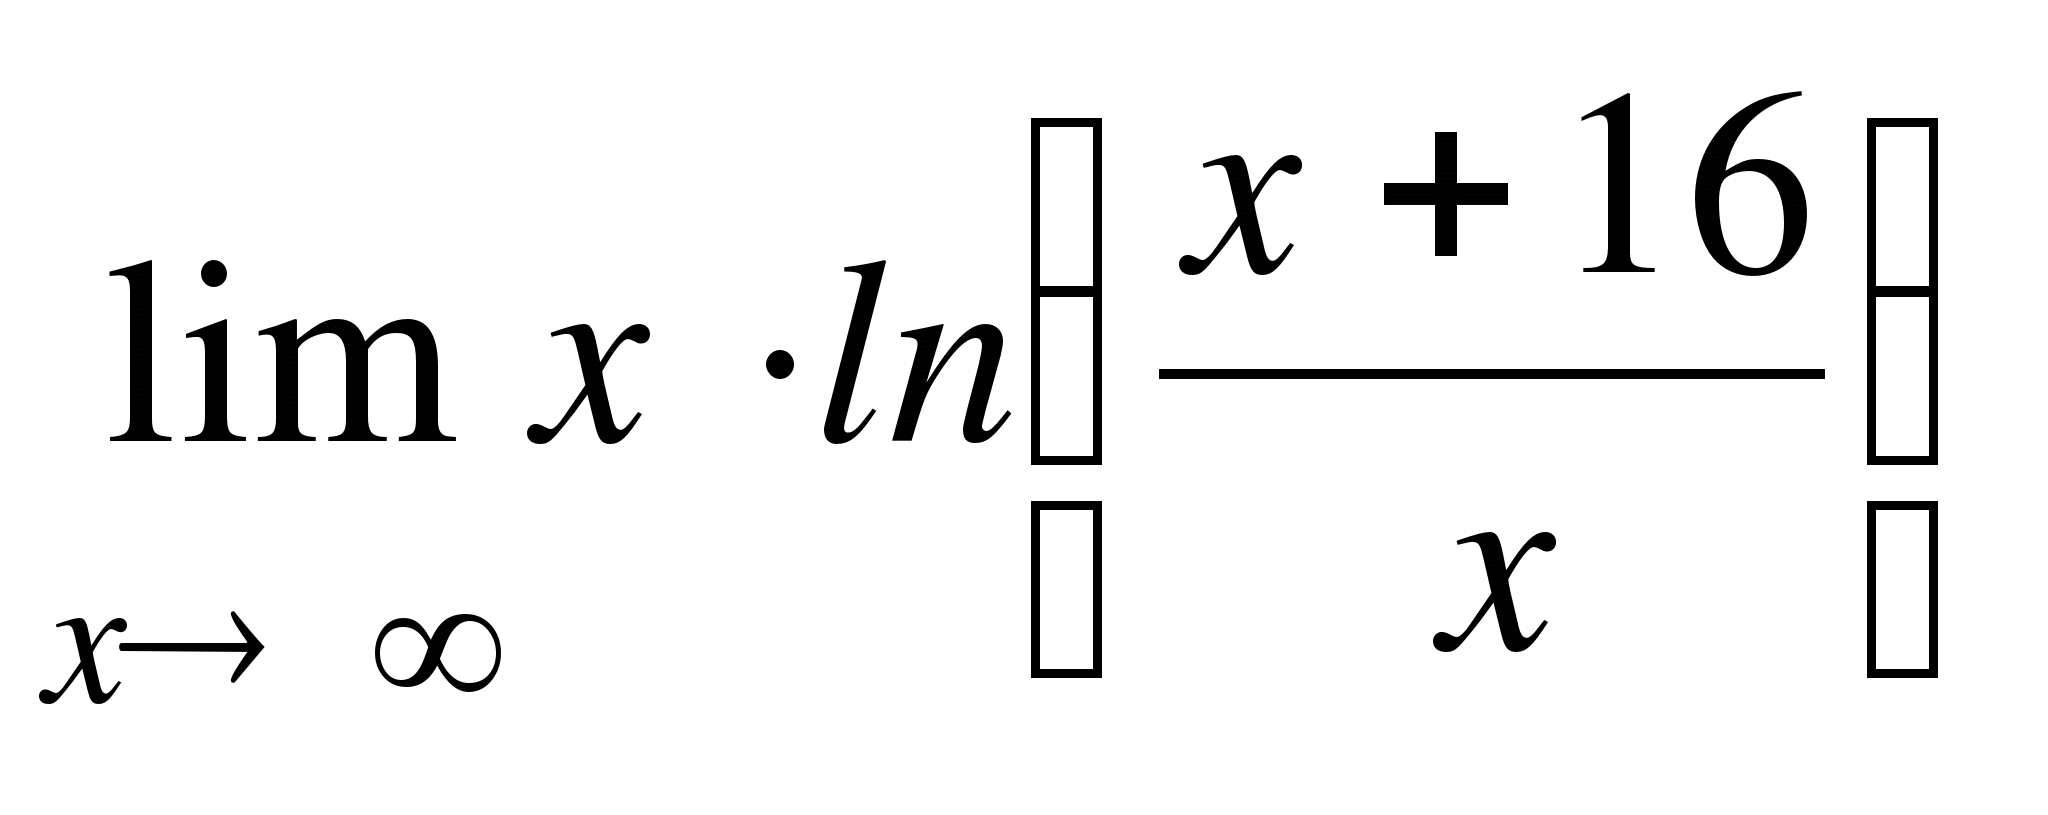 lim x · ln ( x + 16 / x )
x → ∞